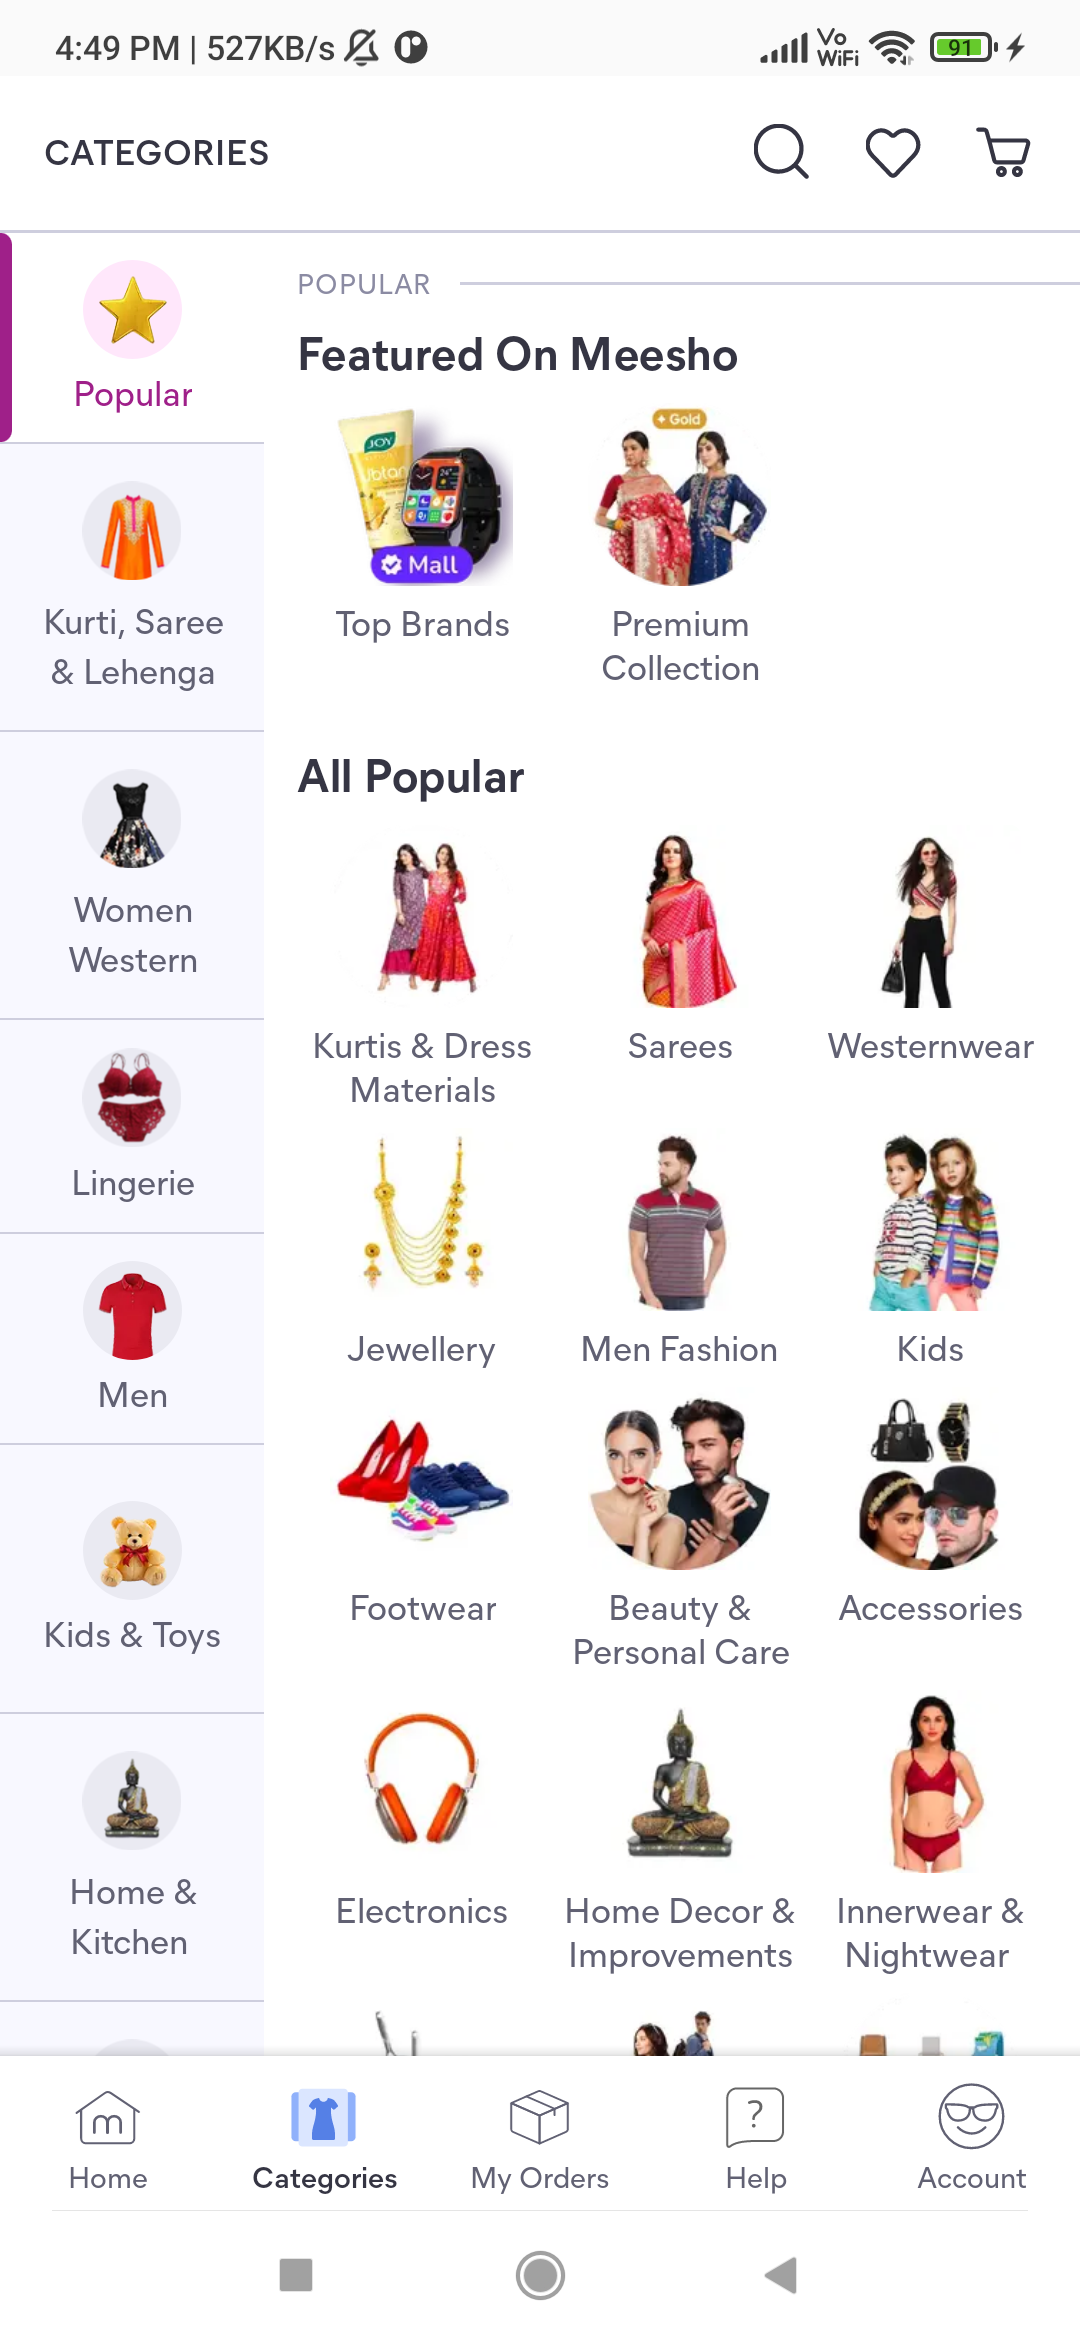 4:49 PM | 527KB/s
Vo
WiFi
91
CATEGORIES
Popular
Kurti, Saree
& Lehenga
Women
Western
Lingerie
Men
Kids & Toys
Home &
Kitchen
POPULAR
Featured On Meesho
JOY
Ubtan
Mall
Gold
Top Brands
Premium
Collection
All Popular
Kurtis & Dress
Materials
Sarees
Westernwear
Jewellery
Men Fashion
Kids
Footwear
Beauty &
Personal Care
Accessories
Electronics
Home Decor &
Improvements
Innerwear &
Nightwear
Home
Categories
My Orders
?
Help
Account